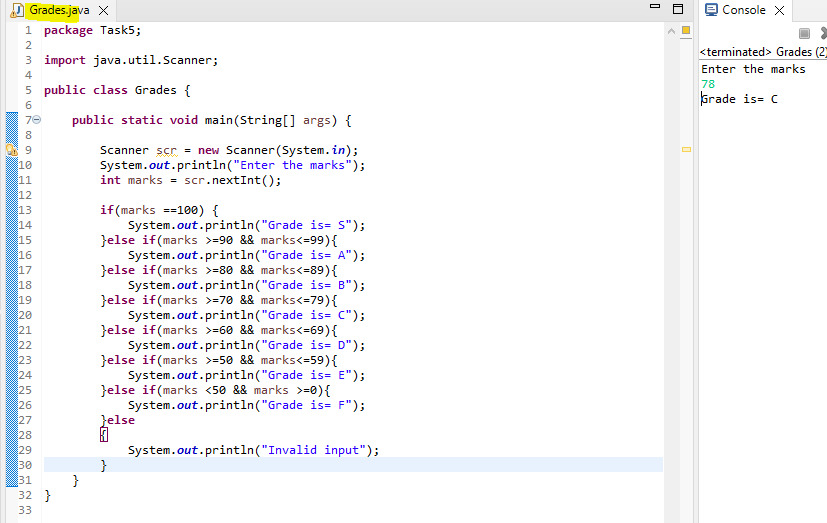 Grades.java
1 package Task5;
2
3 import java.util.Scanner;
4
5 public class Grades {
6
7 public static void main(String[] args) {
8
9 Scanner scr = new Scanner(System.in);
10 System.out.println("Enter the marks");
11 int marks = scr.nextInt();
12
13 if(marks ==100) {
14 System.out.println("Grade is= S");
15 }else if(marks >=90 && marks<=99){
16 System.out.println("Grade is= A");
17 }else if(marks >=80 && marks<=89){
18 System.out.println("Grade is= B");
19 }else if(marks >=70 && marks<=79){
20 System.out.println("Grade is= C");
21 }else if(marks >=60 && marks<=69){
22 System.out.println("Grade is= D");
23 }else if(marks >=50 && marks<=59){
24 System.out.println("Grade is= E");
25 }else if(marks <50 && marks >=0){
26 System.out.println("Grade is= F");
27 }else
28 {
29 System.out.println("Invalid input");
30 }
31 }
32 }
33
Console
<terminated> Grades (2)
Enter the marks
78
Grade is= C